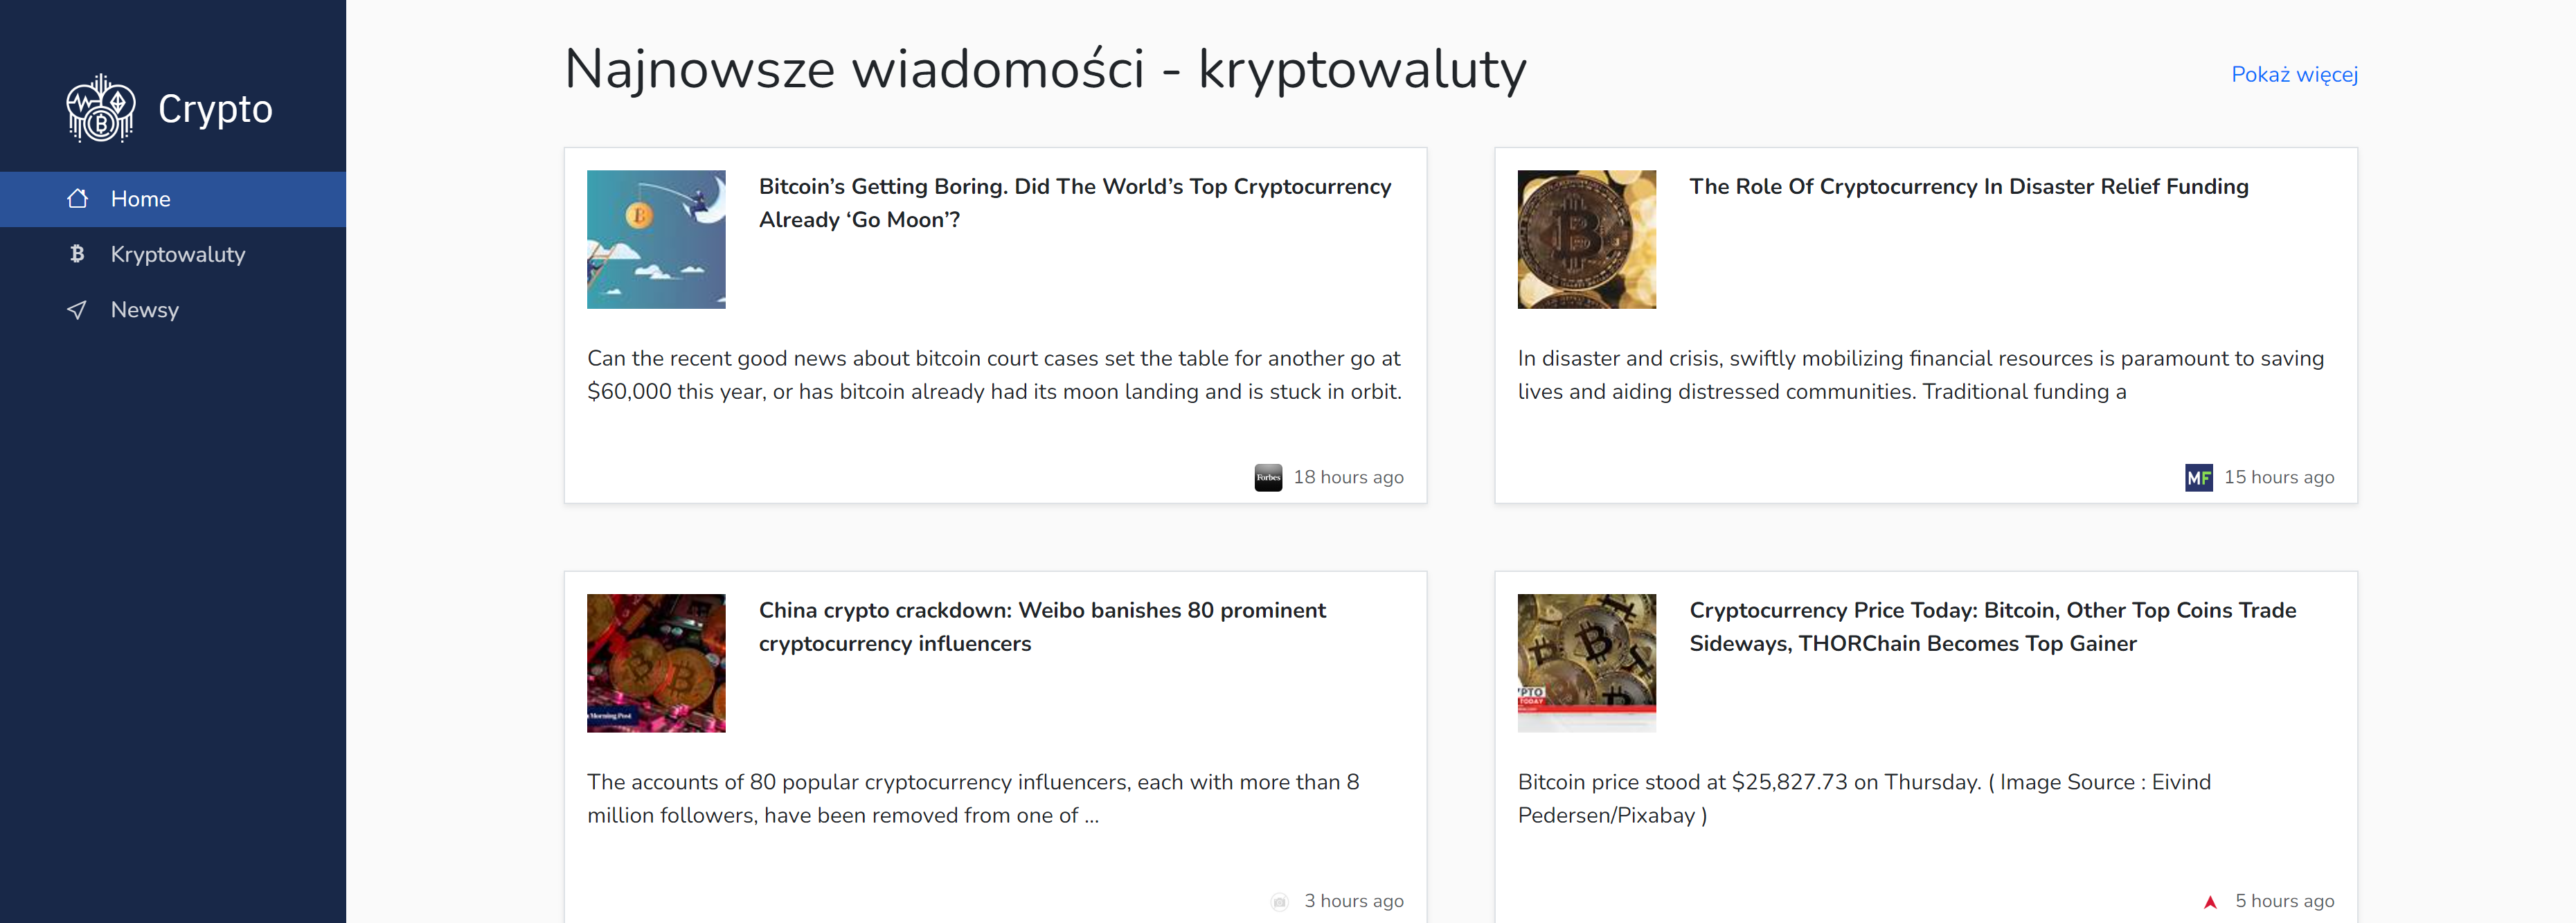 Crypto
Home
Kryptowaluty
Newsy
Najnowsze wiadomości - kryptowaluty
Pokaż więcej
Bitcoin’s Getting Boring. Did The World’s Top Cryptocurrency
Already ‘Go Moon’?
Can the recent good news about bitcoin court cases set the table for another go at
$60,000 this year, or has bitcoin already had its moon landing and is stuck in orbit.
Forbes
18 hours ago
The Role Of Cryptocurrency In Disaster Relief Funding
In disaster and crisis, swiftly mobilizing financial resources is paramount to saving
lives and aiding distressed communities. Traditional funding a
MF
15 hours ago
China crypto crackdown: Weibo banishes 80 prominent
cryptocurrency influencers
Morning Post
The accounts of 80 popular cryptocurrency influencers, each with more than 8
million followers, have been removed from one of ...
3 hours ago
Cryptocurrency Price Today: Bitcoin, Other Top Coins Trade
Sideways, THORChain Becomes Top Gainer
YPTO
TODAY
Bitcoin price stood at $25,827.73 on Thursday. ( Image Source : Eivind
Pedersen/Pixabay )
5 hours ago